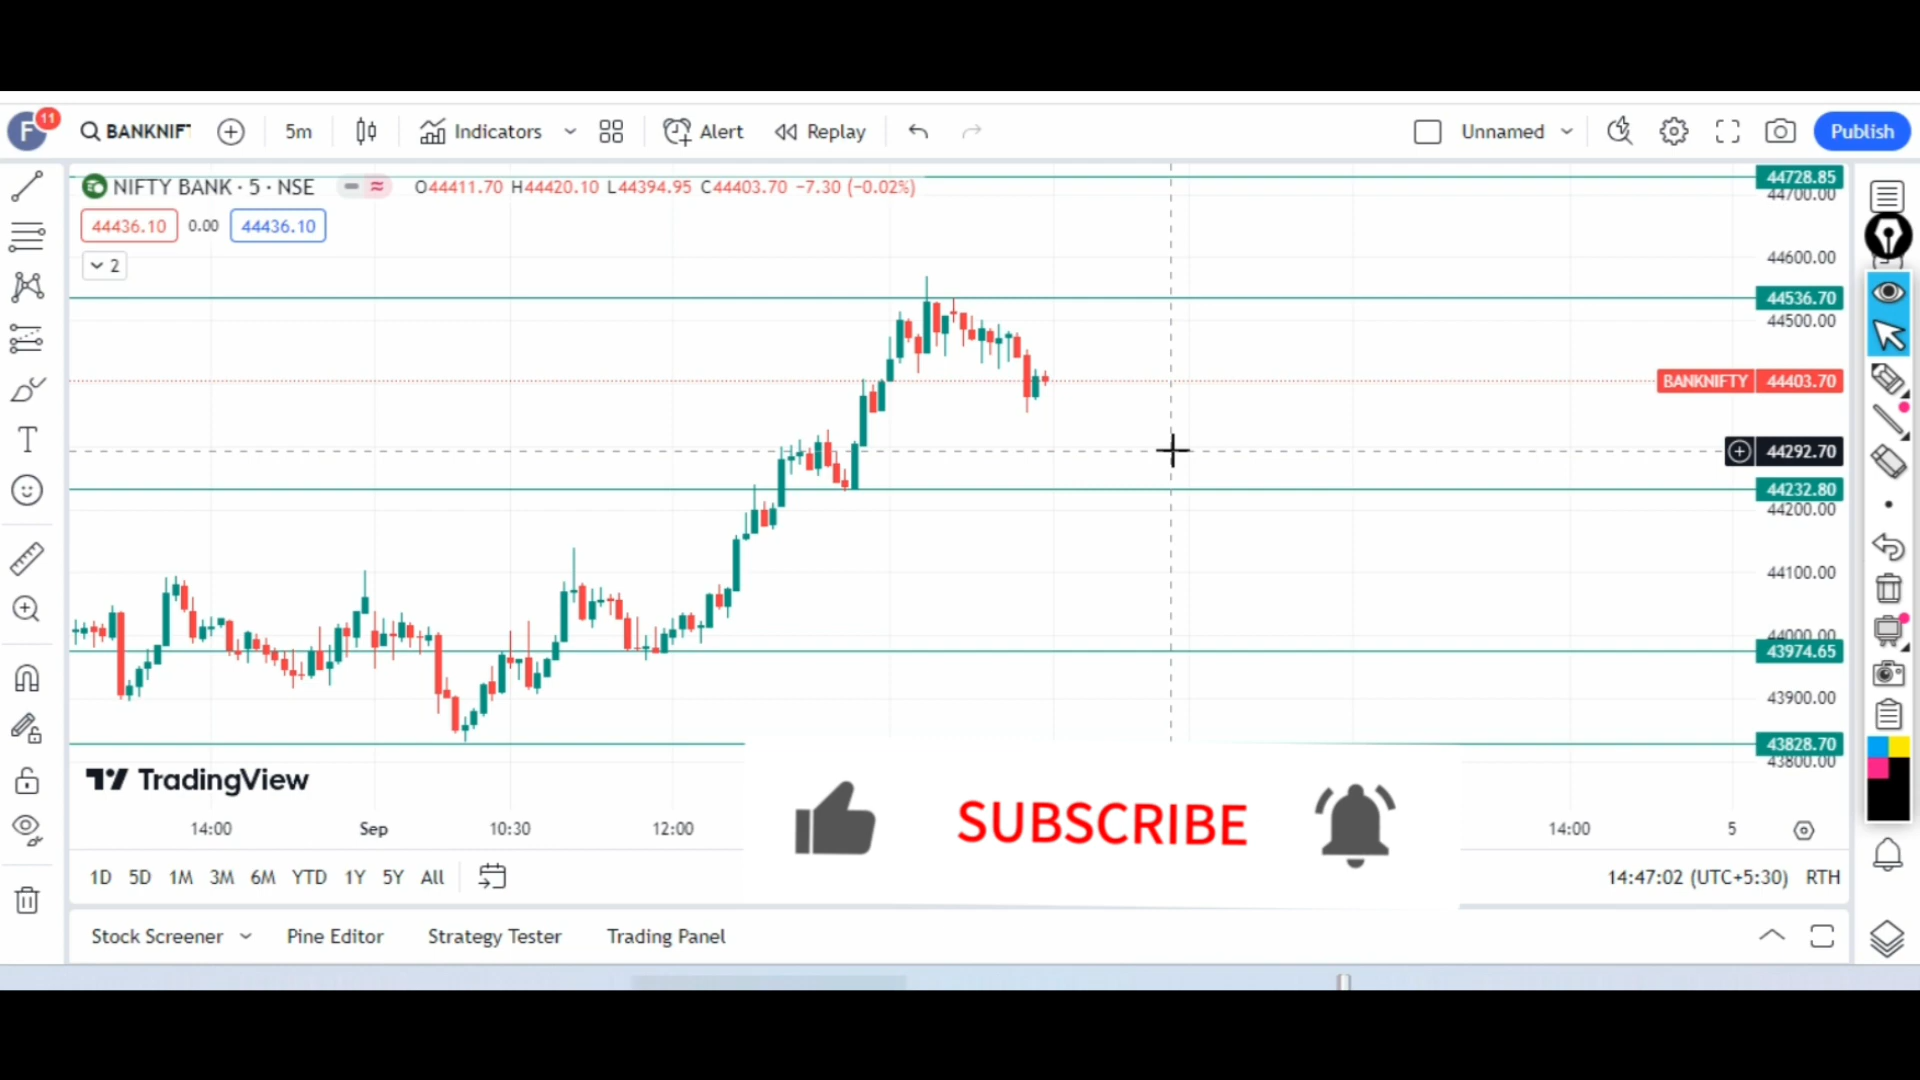 F 11 BANKNIF 5m Indicators Alert Replay Unnamed Publish
NIFTY BANK · 5 · NSE O44411.70 H44420.10 L44394.95 C44403.70 −7.30 (−0.02%)
44436.10 0.00 44436.10
2
44728.85
44700.00
44600.00
44536.70
44500.00
BANKNIFTY 44403.70
44292.70
44232.80
44200.00
44100.00
44000.00
43974.65
43900.00
43828.70
43800.00
TradingView
SUBSCRIBE
14:00 Sep 10:30 12:00 14:00 5
1D 5D 1M 3M 6M YTD 1Y 5Y All 14:47:02 (UTC+5:30) RTH
Stock Screener Pine Editor Strategy Tester Trading Panel